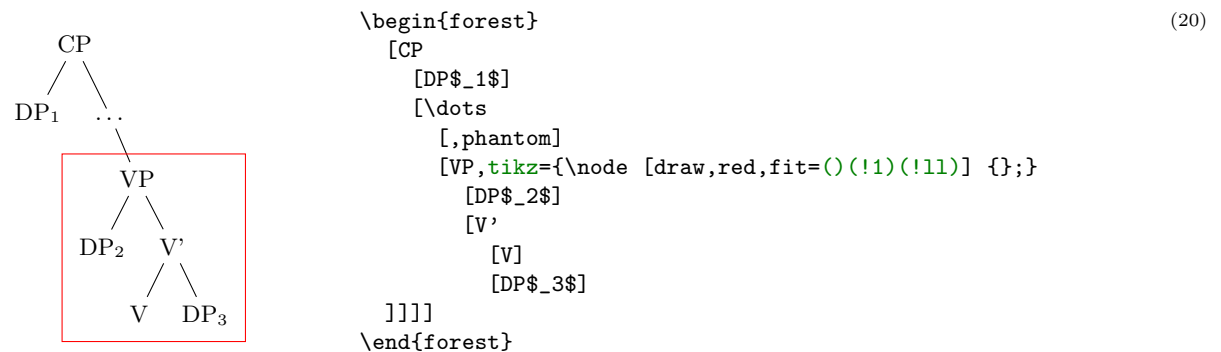 CP
DP₁ ...
VP
DP₂ V'
V DP₃
\begin{forest} (20)
[CP
[DP$_1$]
[\dots
[,phantom]
[VP,tikz={\node [draw,red,fit=()(!1)(!ll)] {};}
[DP$_2$]
[V'
[V]
[DP$_3$]
]]]]
\end{forest}